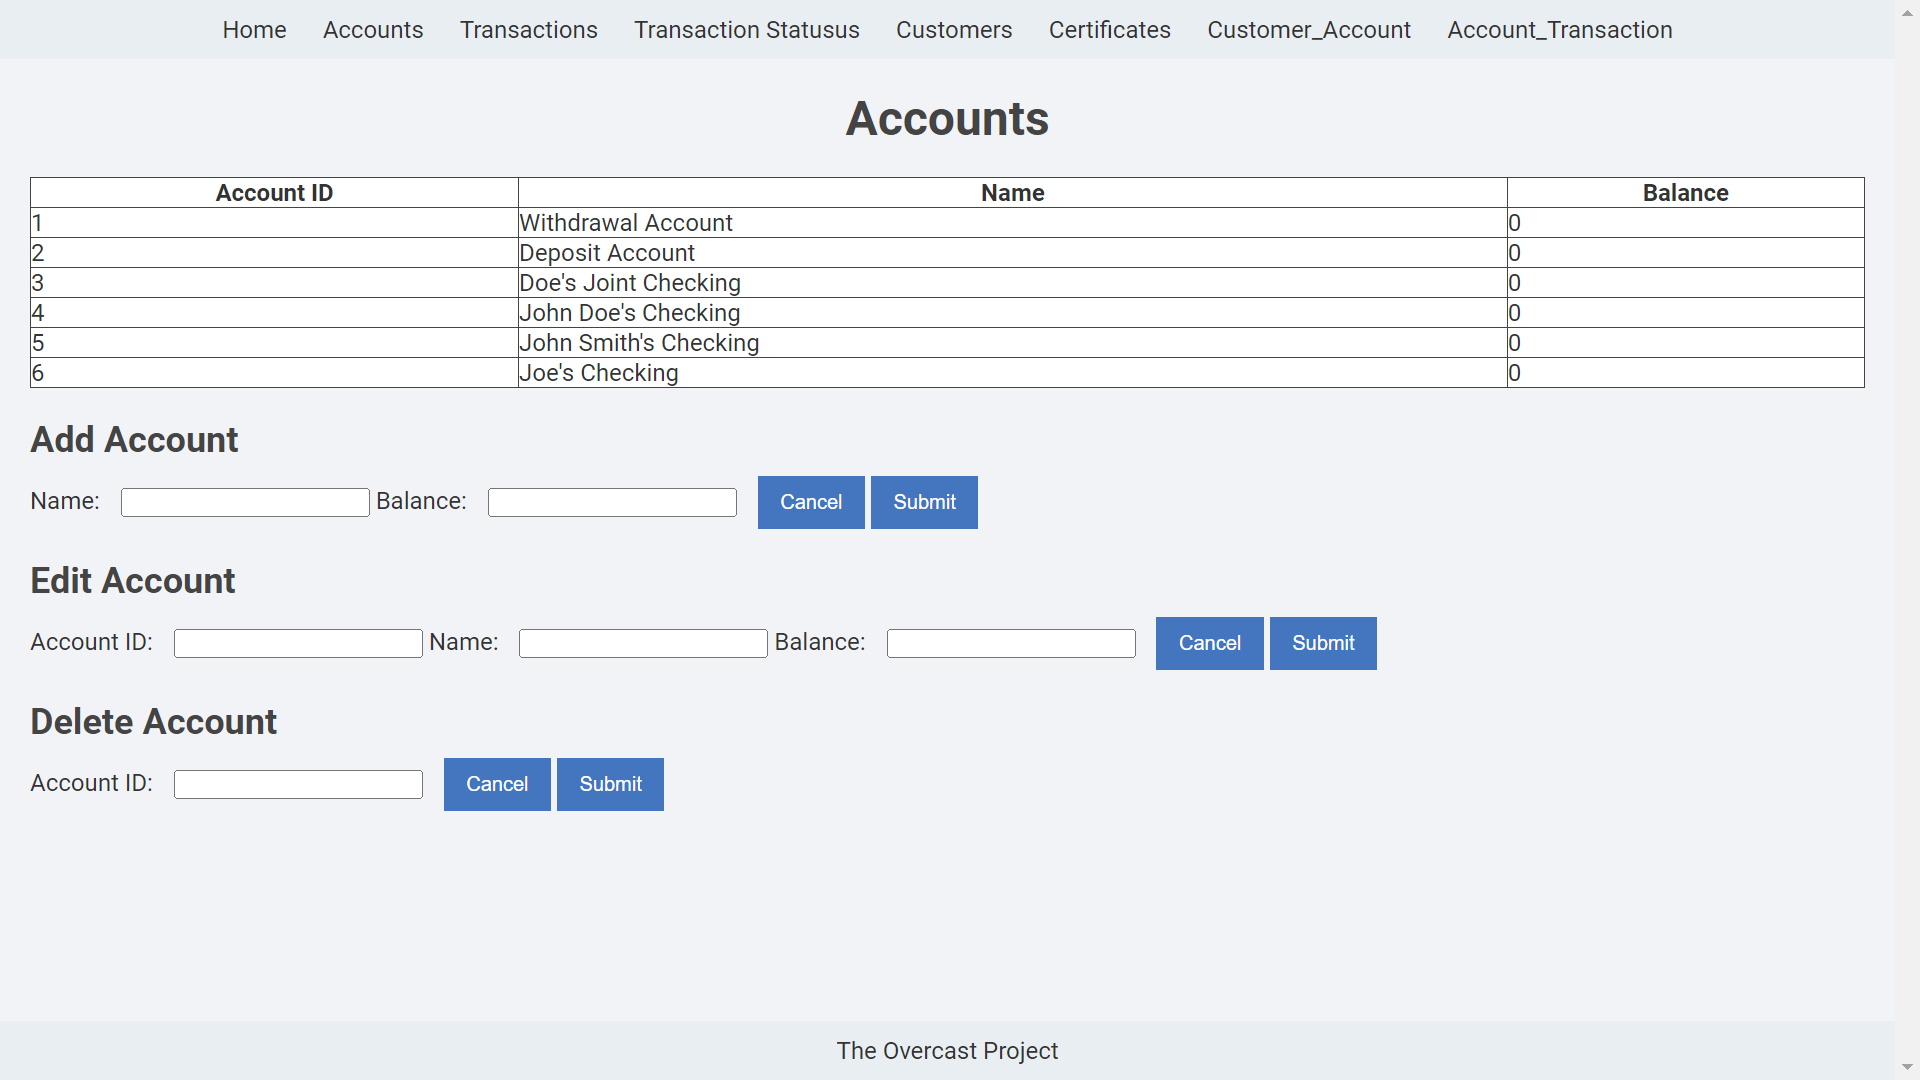 Home Accounts Transactions Transaction Statusus Customers Certificates Customer_Account Account_Transaction
Accounts
Account ID Name Balance
1 Withdrawal Account 0
2 Deposit Account 0
3 Doe's Joint Checking 0
4 John Doe's Checking 0
5 John Smith's Checking 0
6 Joe's Checking 0
Add Account
Name: Balance: Cancel Submit
Edit Account
Account ID: Name: Balance: Cancel Submit
Delete Account
Account ID: Cancel Submit
The Overcast Project